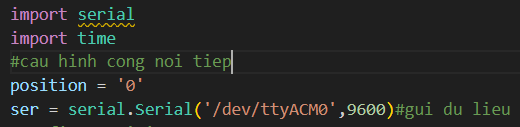 import serial
import time
#cau hinh cong noi tiep
position = '0'
ser = serial.Serial('/dev/ttyACM0',9600)#gui du lieu